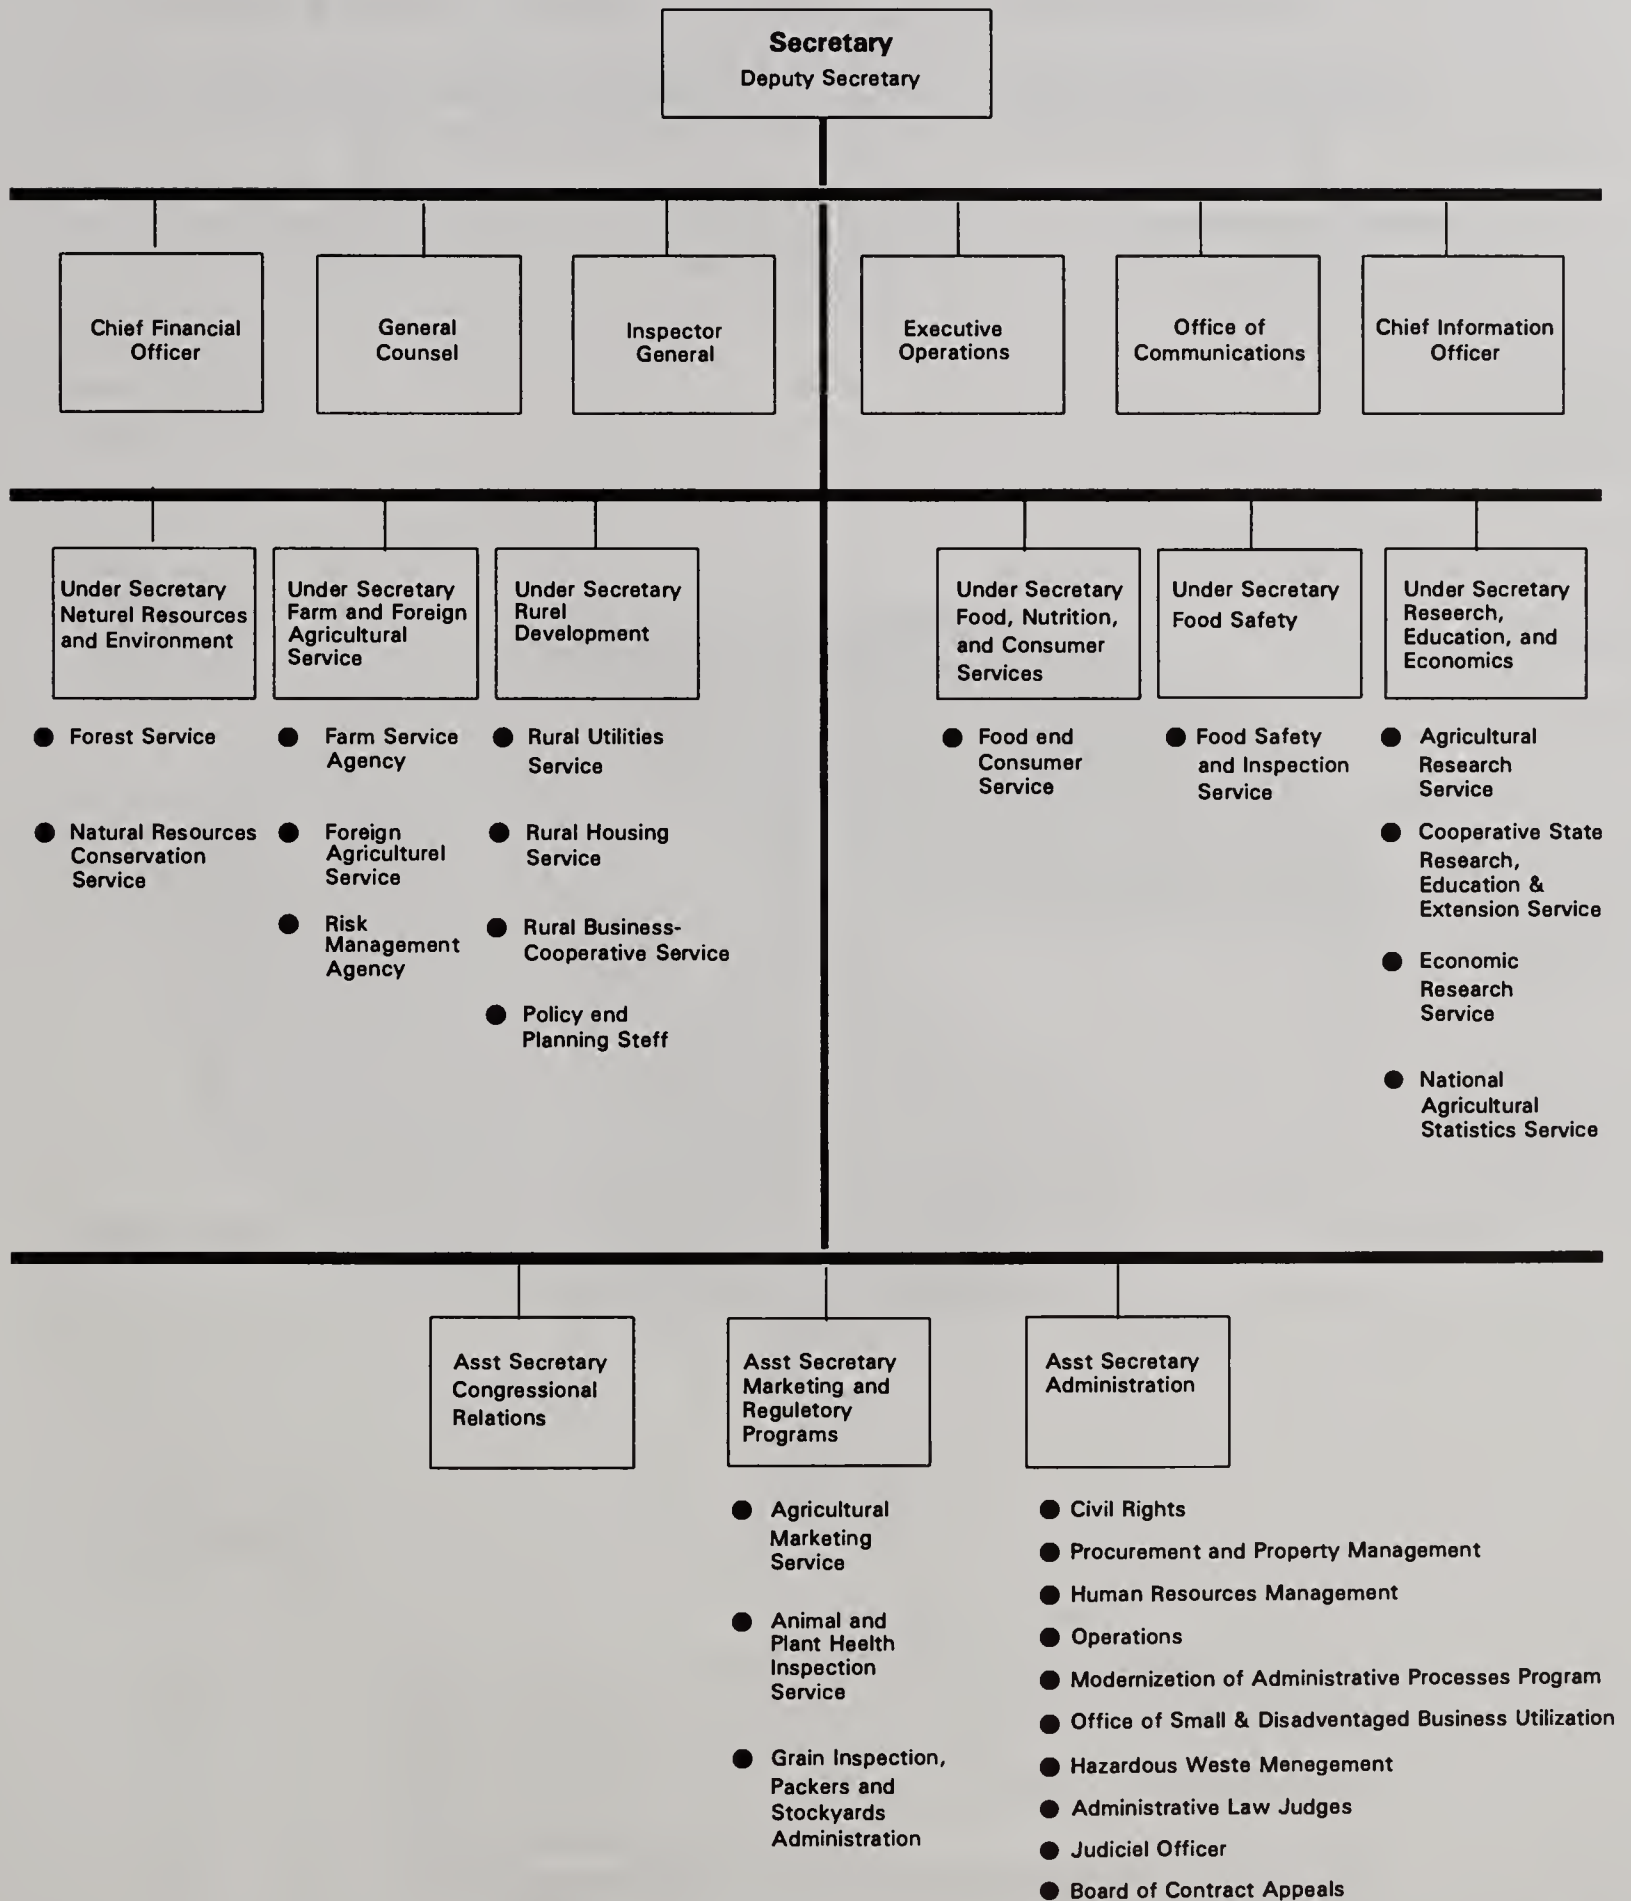 Secretary
Deputy Secretary
Chief Financial
Officer
General
Counsel
Inspector
General
Executive
Operations
Office of
Communications
Chief Information
Officer
Under Secretary
Neturel Resources
and Environment
Under Secretary
Farm and Foreign
Agricultural
Service
Under Secretary
Rurel
Development
Under Secretary
Food, Nutrition,
and Consumer
Services
Under Secretary
Food Safety
Under Secretary
Reseerch,
Education, and
Economics
● Forest Service
● Natural Resources
Conservation
Service
● Farm Service
Agency
● Foreign
Agriculturel
Service
● Risk
Management
Agency
● Rural Utilities
Service
● Rural Housing
Service
● Rural Business-
Cooperative Service
● Policy end
Planning Steff
● Food end
Consumer
Service
● Food Safety
and Inspection
Service
● Agricultural
Research
Service
● Cooperative State
Research,
Education &
Extension Service
● Economic
Research
Service
● National
Agricultural
Statistics Service
Asst Secretary
Congressional
Relations
Asst Secretary
Marketing and
Reguletory
Programs
Asst Secretary
Administration
● Agricultural
Marketing
Service
● Animal and
Plant Heelth
Inspection
Service
● Grain Inspection,
Packers and
Stockyards
Administration
● Civil Rights
● Procurement and Property Management
● Human Resources Management
● Operations
● Modernizetion of Administrative Processes Program
● Office of Small & Disadventaged Business Utilization
● Hazardous Waste Menegement
● Administrative Law Judges
● Judiciel Officer
● Board of Contract Appeals